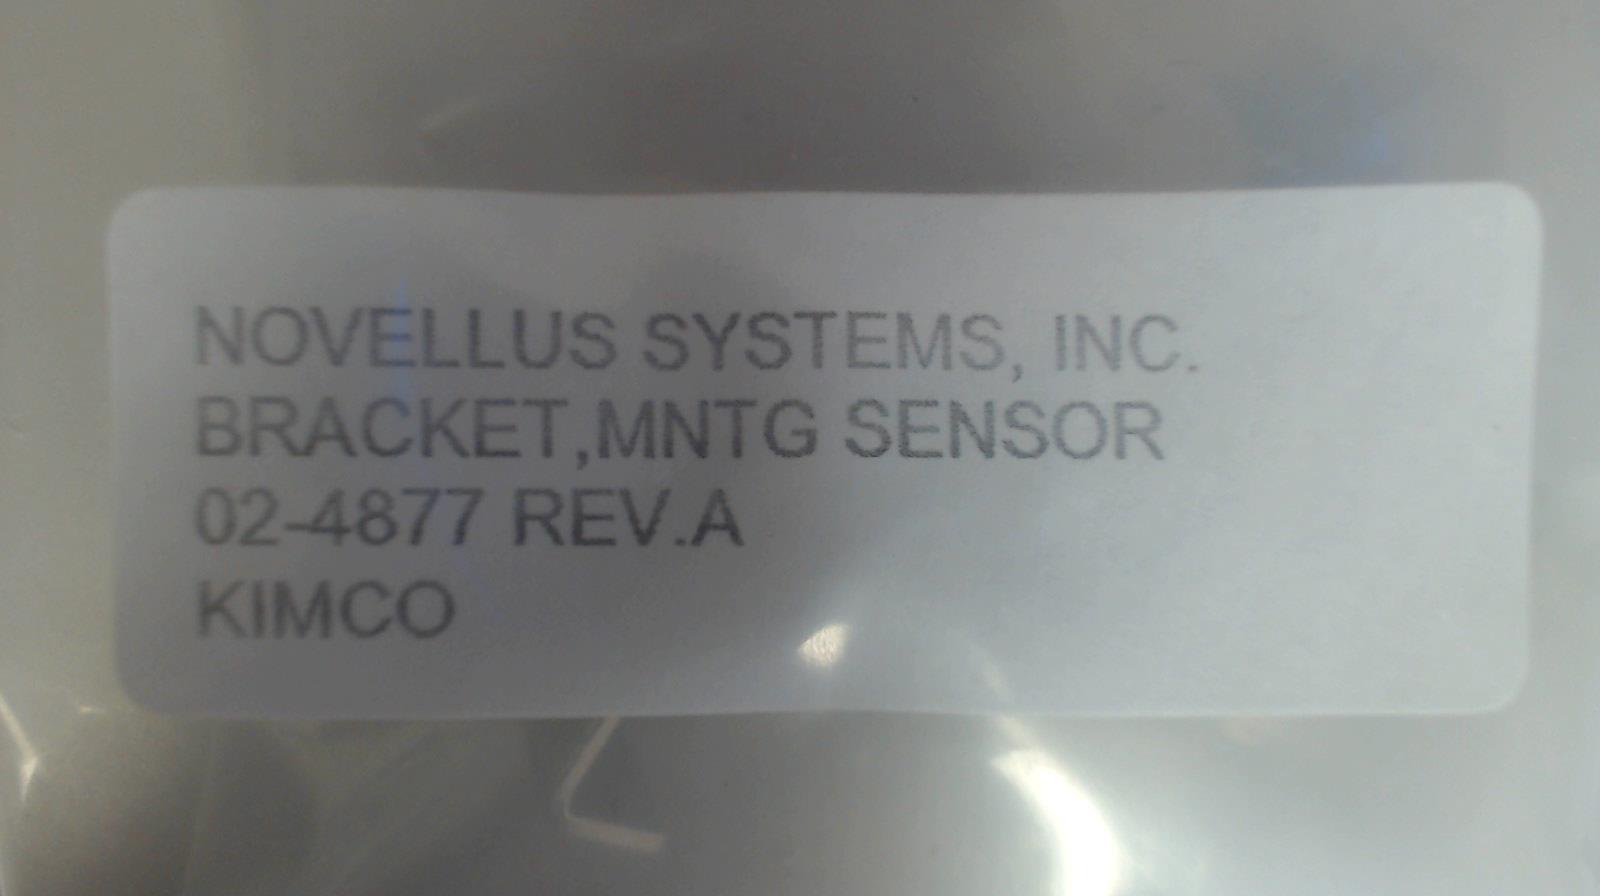 NOVELLUS SYSTEMS, INC.
BRACKET,MNTG SENSOR
02-4877 REV.A
KIMCO